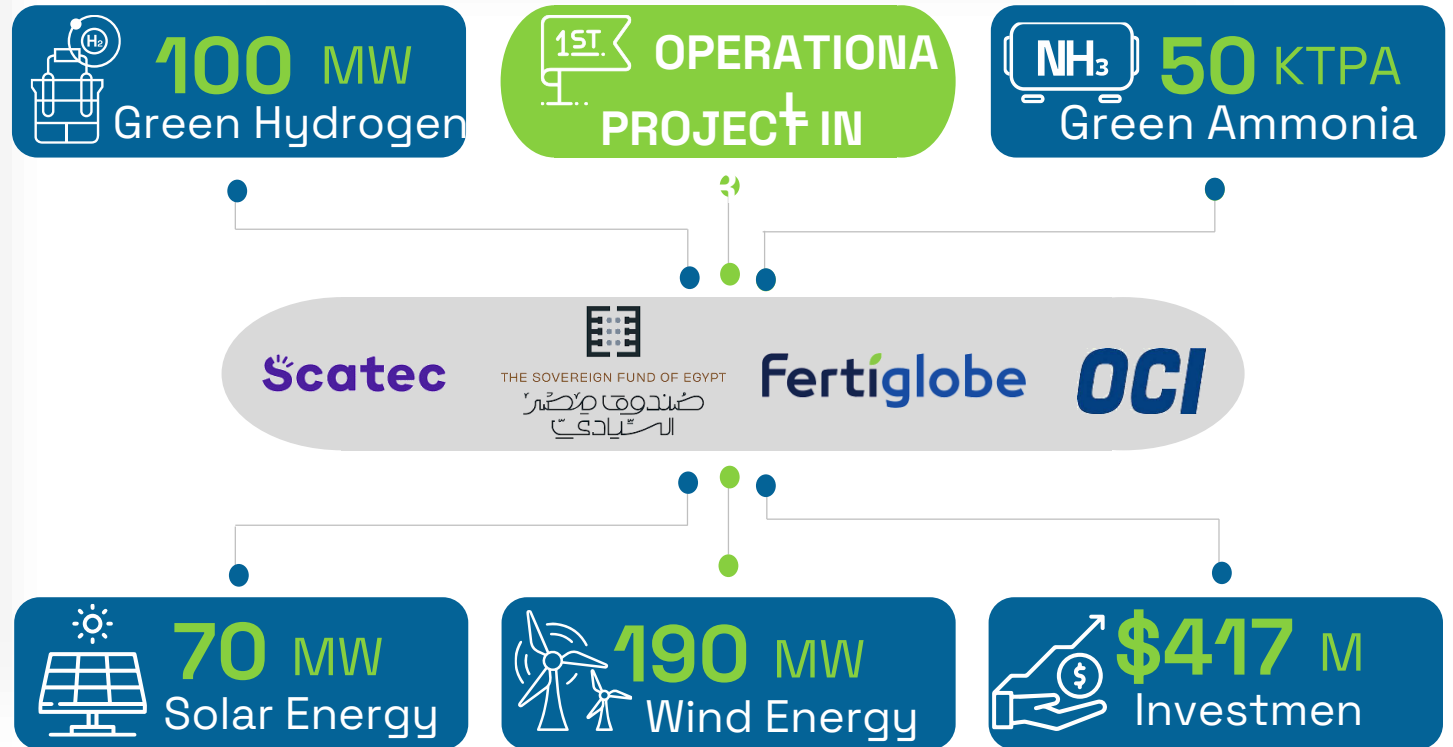 H₂
100 MW
Green Hydrogen
1ST
OPERATIONA
PROJECT IN
NH₃
50 KTPA
Green Ammonia
Scatec
THE SOVEREIGN FUND OF EGYPT
صندوق مصر
السيادي
Fertiglobe
OCI
70 MW
Solar Energy
190 MW
Wind Energy
$
$417 M
Investmen